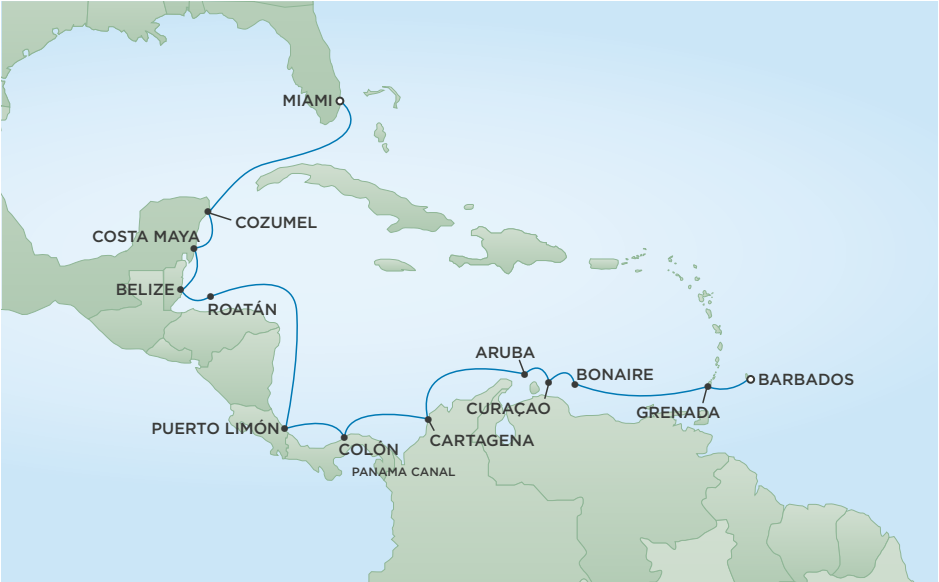 MIAMI
COZUMEL
COSTA MAYA
BELIZE
ROATÁN
ARUBA
BONAIRE
BARBADOS
CURAÇAO
GRENADA
PUERTO LIMÓN
CARTAGENA
COLÓN
PANAMA CANAL